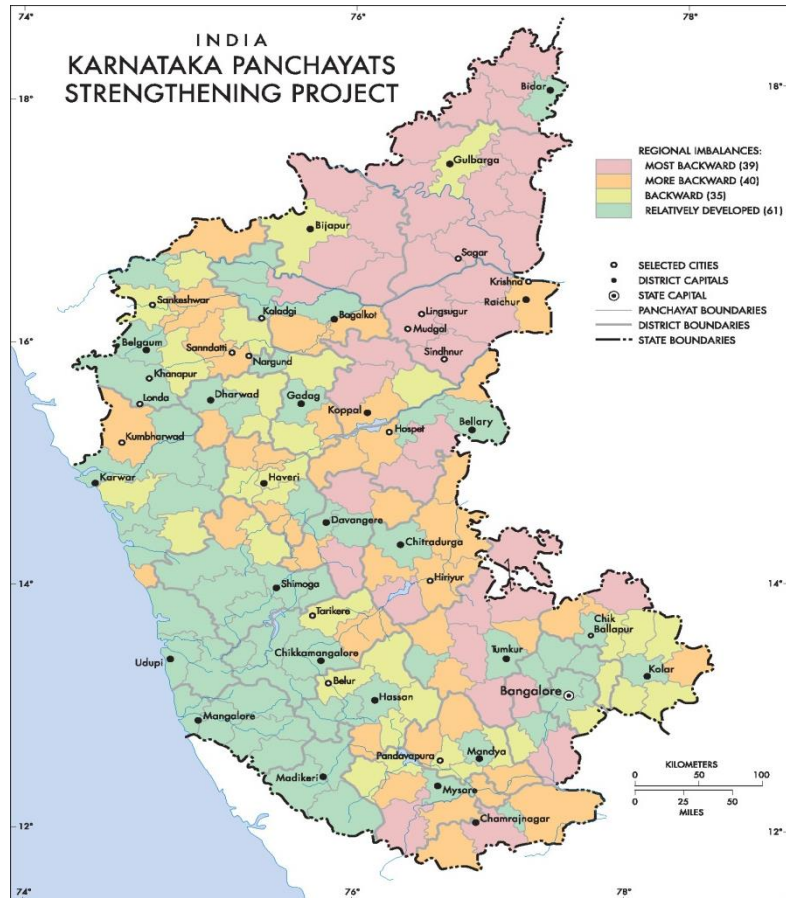 74°
76°
78°
INDIA
KARNATAKA PANCHAYATS
STRENGTHENING PROJECT
18°
18°
Bidar
REGIONAL IMBALANCES:
MOST BACKWARD (39)
MORE BACKWARD (40)
BACKWARD (35)
RELATIVELY DEVELOPED (61)
Gulbarga
Bijapur
Sogar
SELECTED CITIES
DISTRICT CAPITALS
STATE CAPITAL
PANCHAYAT BOUNDARIES
DISTRICT BOUNDARIES
STATE BOUNDARIES
Krishna
Raichur
Sankeshwar
Kaladgi
Bagalkot
Lingsugur
Mudgal
16°
16°
Belgaum
Sanndatti
Nargund
Sindhnur
Khanapur
Londa
Dharwad
Gadag
Koppal
Kumbharwad
Hospet
Bellary
Karwar
Haveri
Davangere
Chitradurga
14°
14°
Shimoga
Hiriyur
Tarikere
Chik
Ballapur
Udupi
Chikkamangalore
Tumkur
Kolar
Belur
Hassan
Bangalore
Mangalore
Pandavapura
Mandya
Madikeri
Mysore
KILOMETERS
0 50 100
0 25 50
MILES
Chamrajnagar
12°
12°
74°
76°
78°